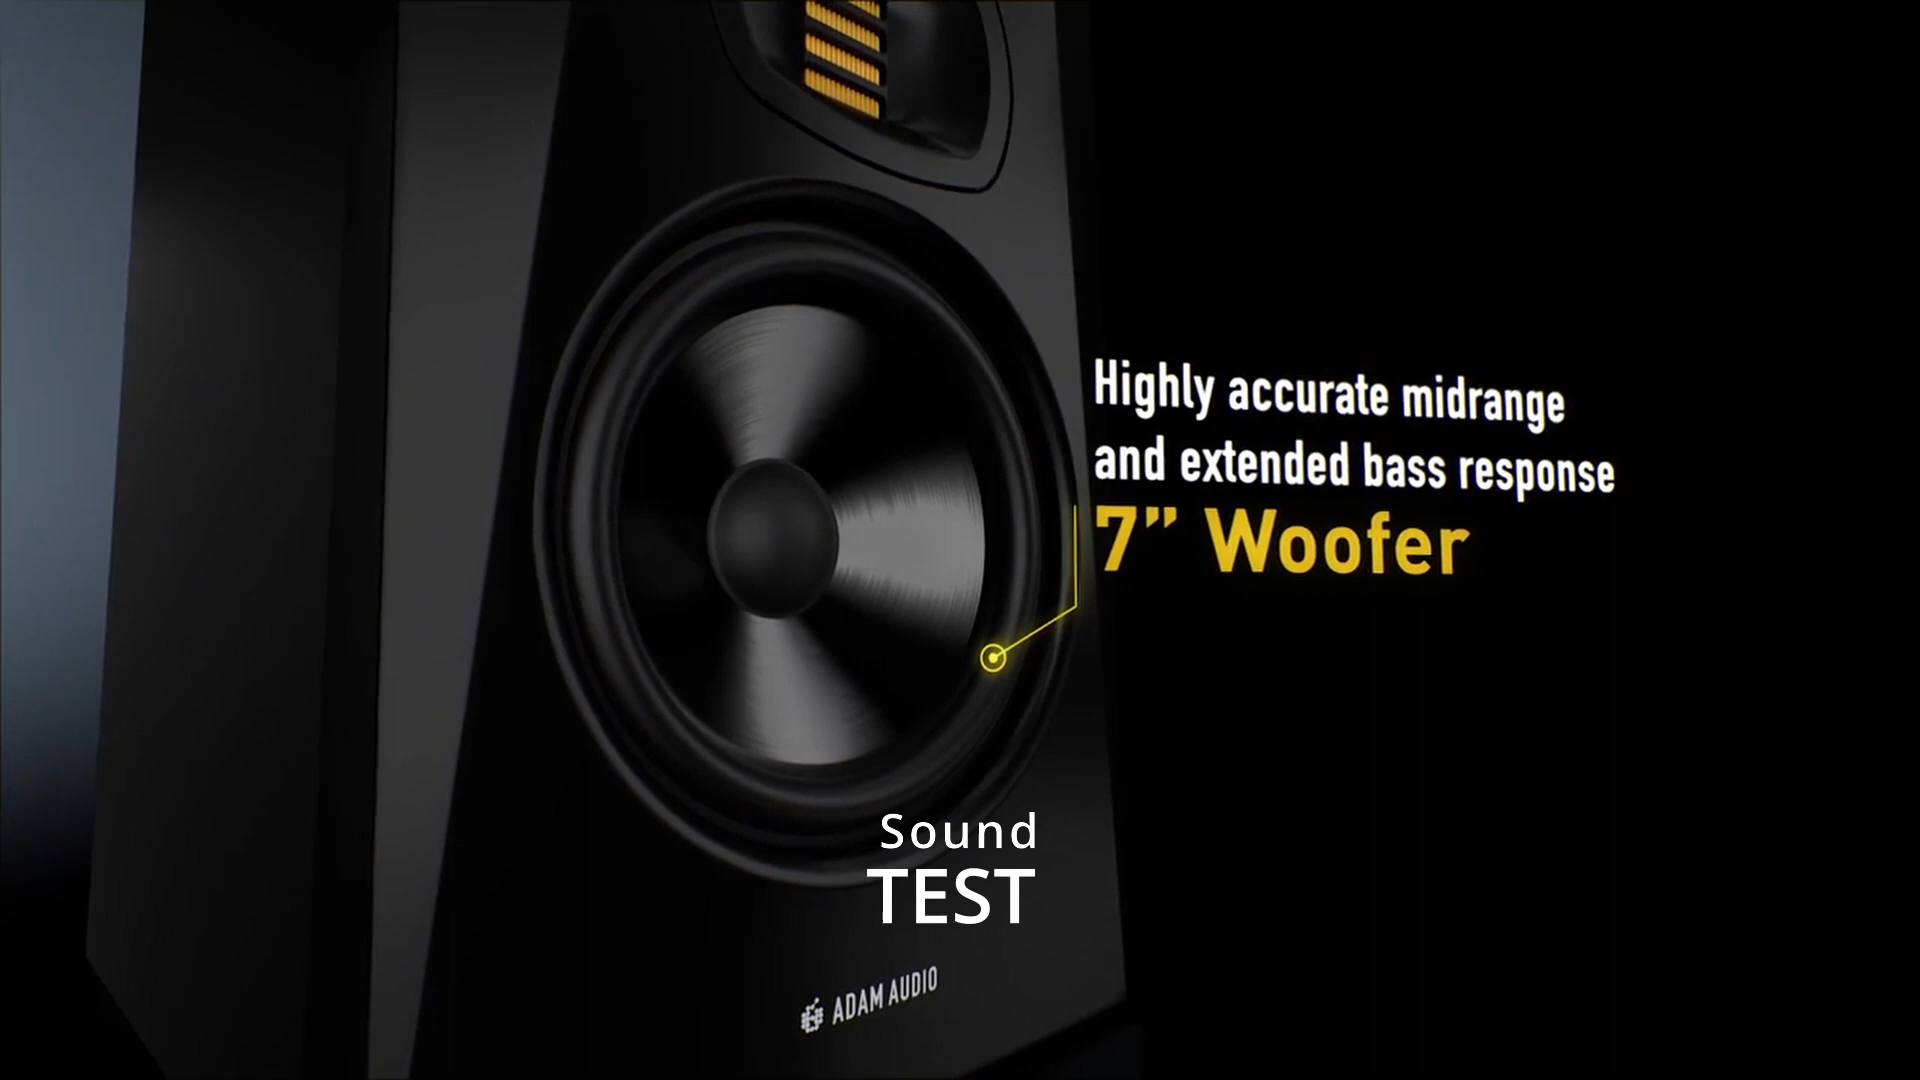 Highly accurate midrange
and extended bass response
7” Woofer
Sound
TEST
ADAM AUDIO